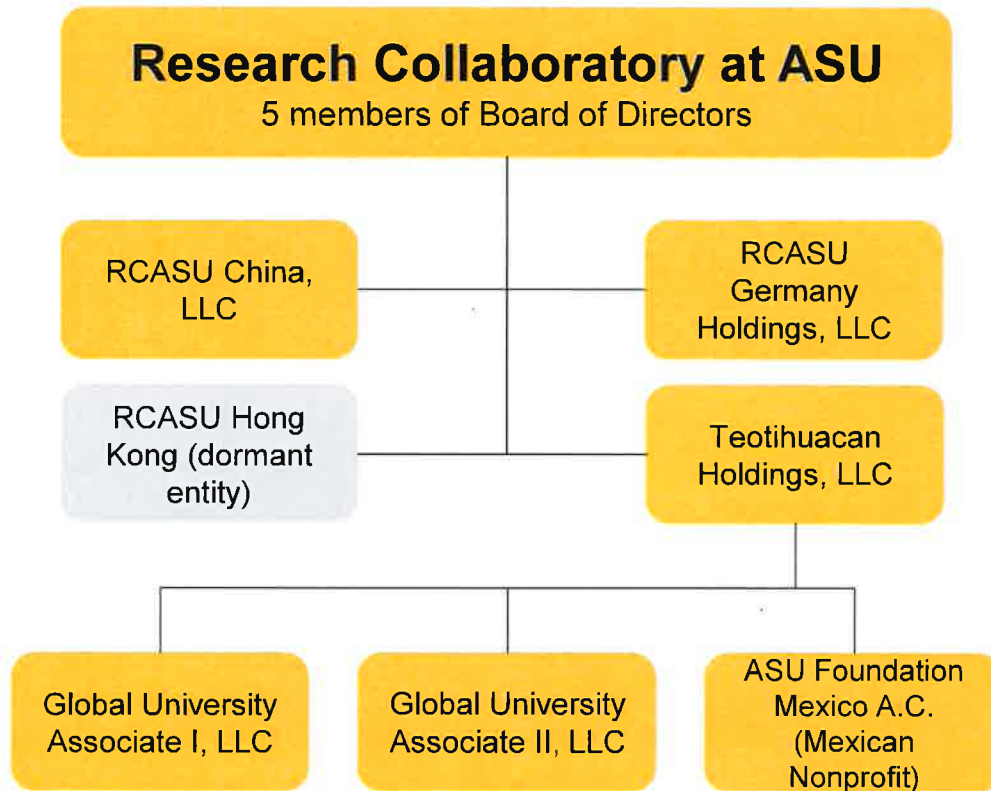 Research Collaboratory at ASU
5 members of Board of Directors
RCASU China,
LLC
RCASU
Germany
Holdings, LLC
RCASU Hong
Kong (dormant
entity)
Teotihuacan
Holdings, LLC
Global University
Associate I, LLC
Global University
Associate II, LLC
ASU Foundation
Mexico A.C.
(Mexican
Nonprofit)